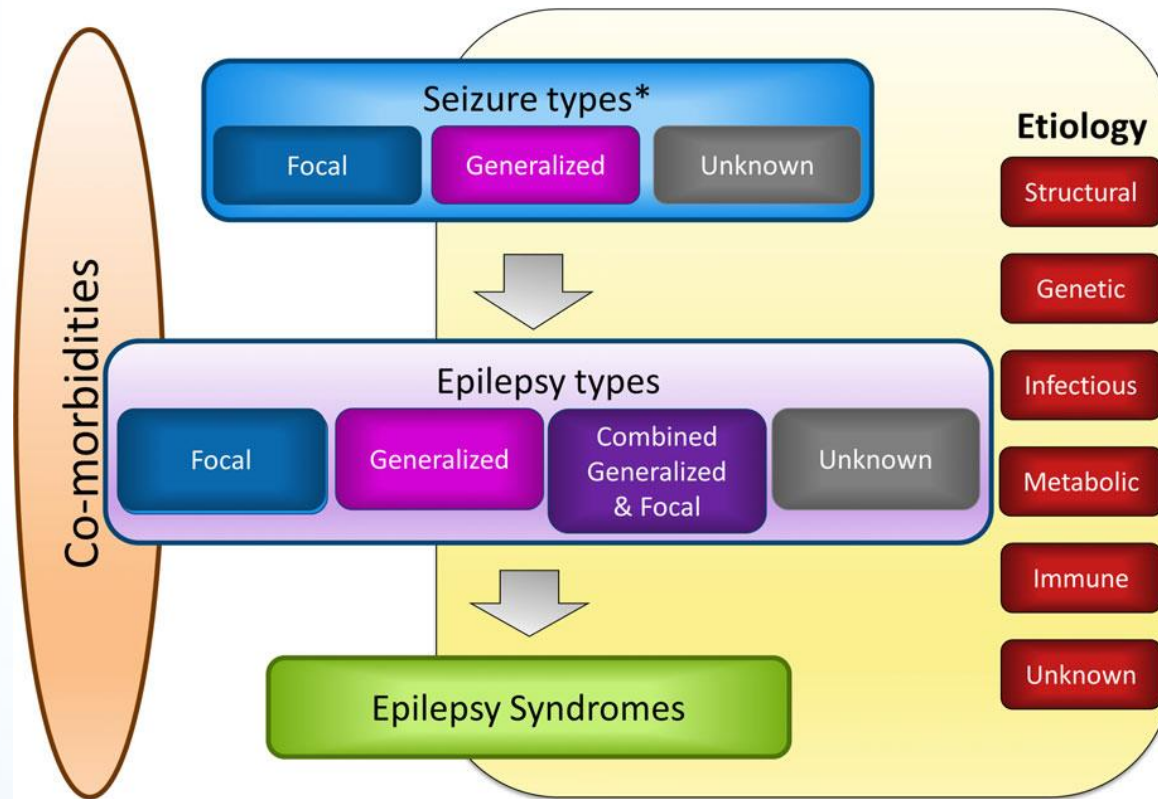 Co-morbidities
Seizure types*
Focal
Generalized
Unknown
Epilepsy types
Focal
Generalized
Combined
Generalized
& Focal
Unknown
Epilepsy Syndromes
Etiology
Structural
Genetic
Infectious
Metabolic
Immune
Unknown